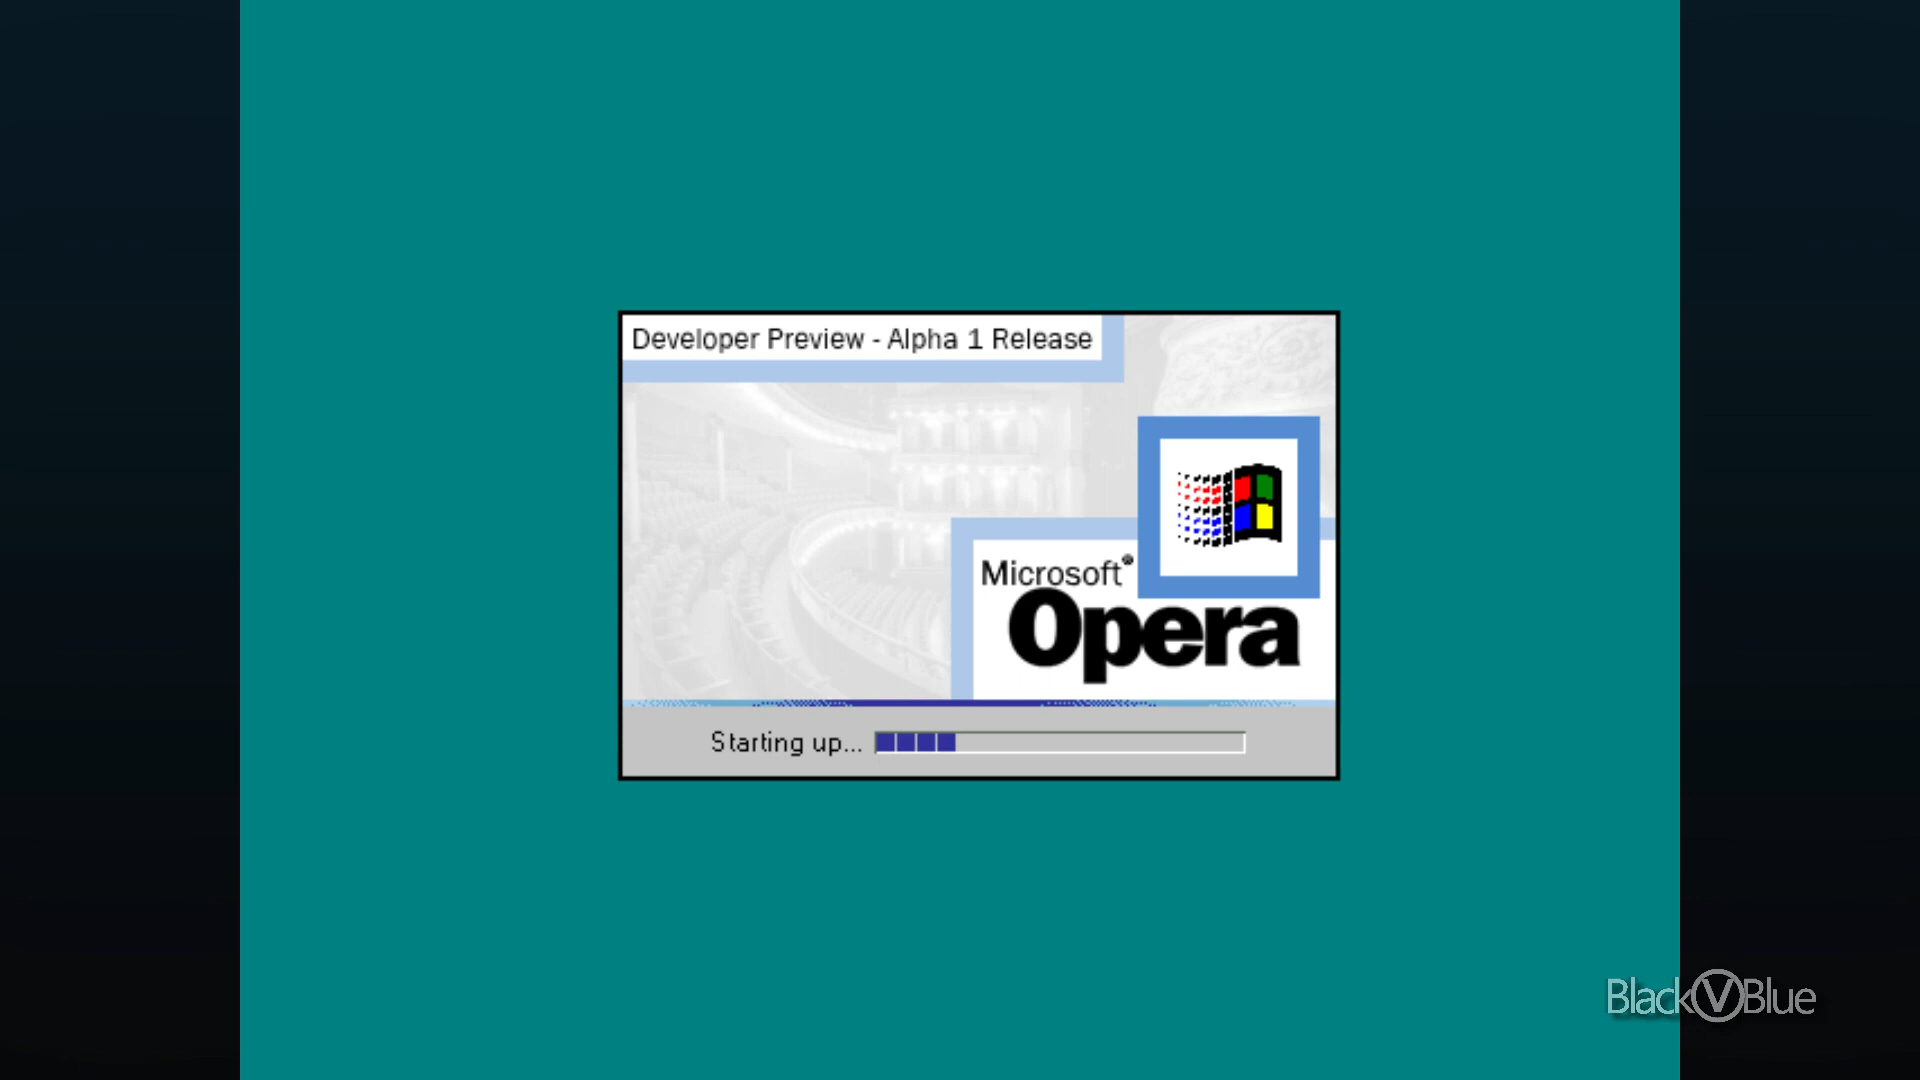 Developer Preview - Alpha 1 Release
Microsoft®
Opera
Starting up...
BlackVBlue